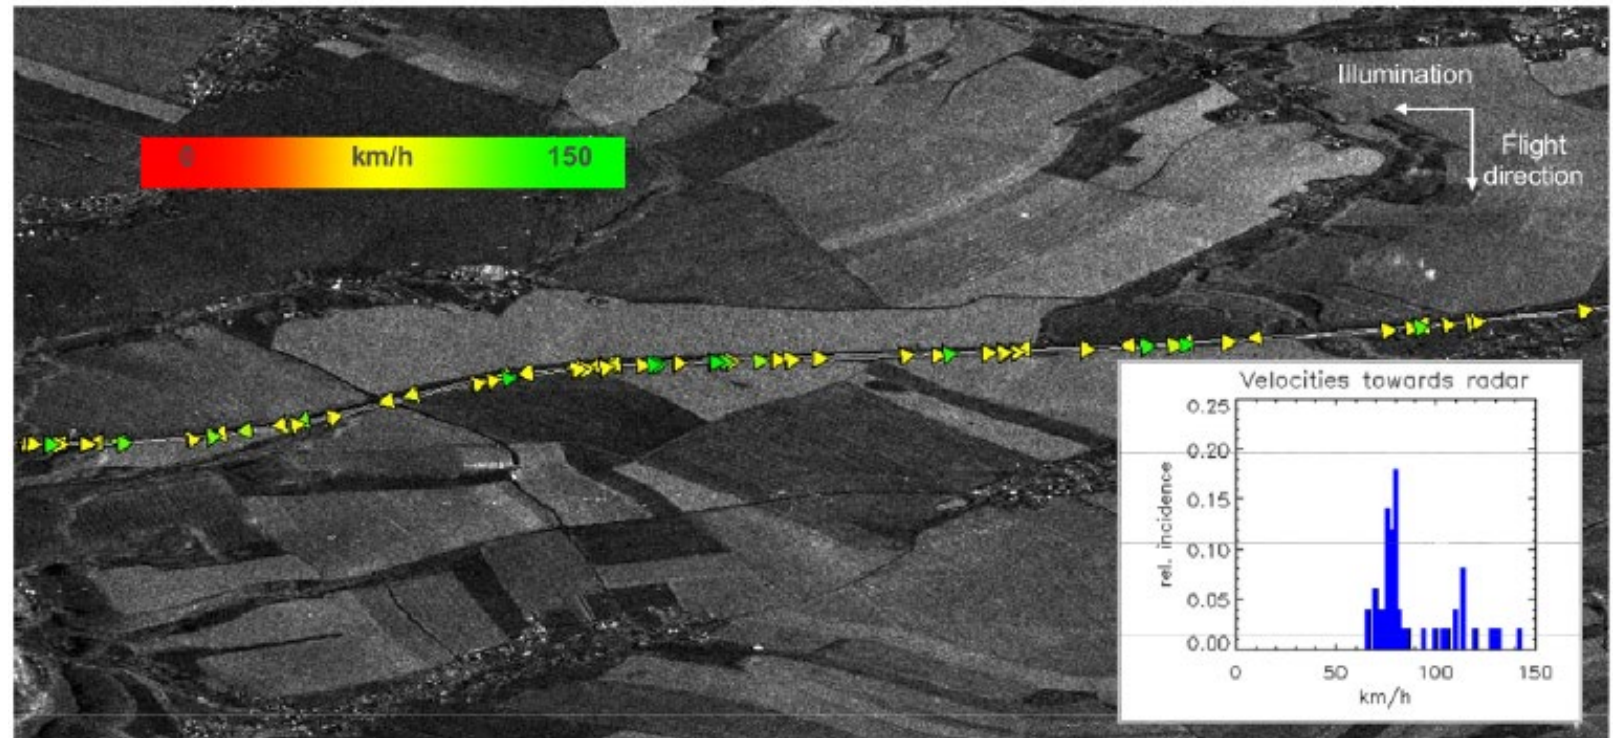 Illumination
Flight
direction
0 km/h 150
Velocities towards radar
0.25
0.20
0.15
0.10
0.05
0.00
rel. incidence
0 50 100 150
km/h